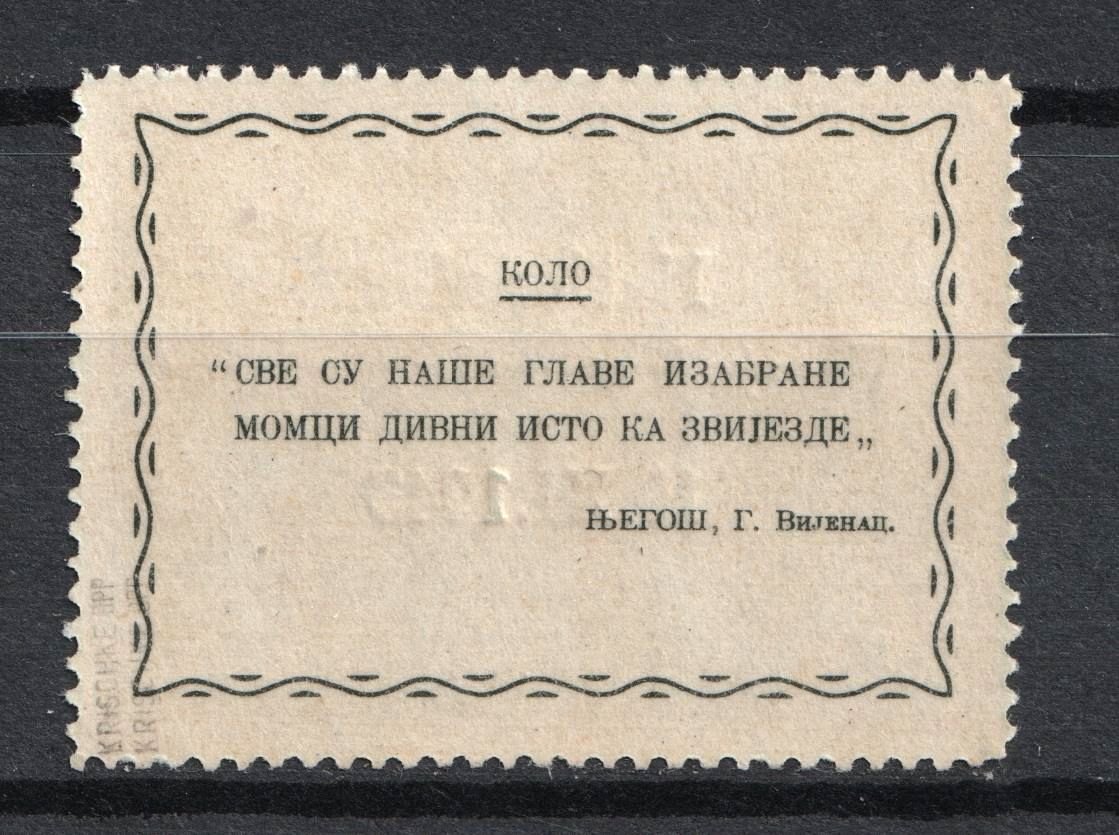 КОЛО
“СВЕ СУ НАШЕ ГЛАВЕ ИЗАБРАНЕ
МОМЦИ ДИВНИ ИСТО КА ЗВИЈЕЗДЕ„
ЊЕГОШ, Г. Вијенац.